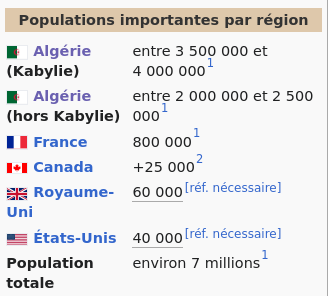 Populations importantes par région
Algérie (Kabylie) entre 3 500 000 et 4 000 000 1
Algérie (hors Kabylie) entre 2 000 000 et 2 500 000 1
France 800 000 1
Canada +25 000 2
Royaume-Uni 60 000 [réf. nécessaire]
États-Unis 40 000 [réf. nécessaire]
Population totale environ 7 millions 1